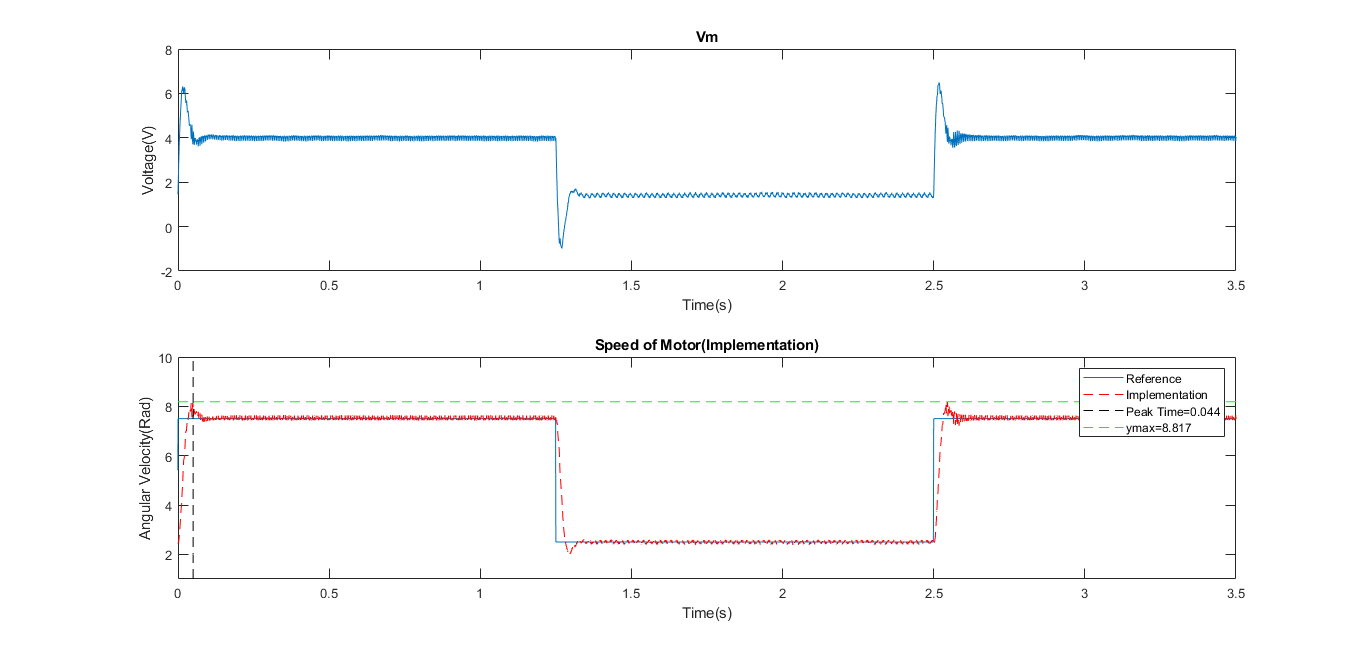 Vm
8
6
4
2
0
-2
Voltage(V)
0 0.5 1 1.5 2 2.5 3 3.5
Time(s)
Speed of Motor(Implementation)
10
8
6
4
2
Angular Velocity(Rad)
Reference
Implementation
Peak Time=0.044
ymax=8.817
0 0.5 1 1.5 2 2.5 3 3.5
Time(s)